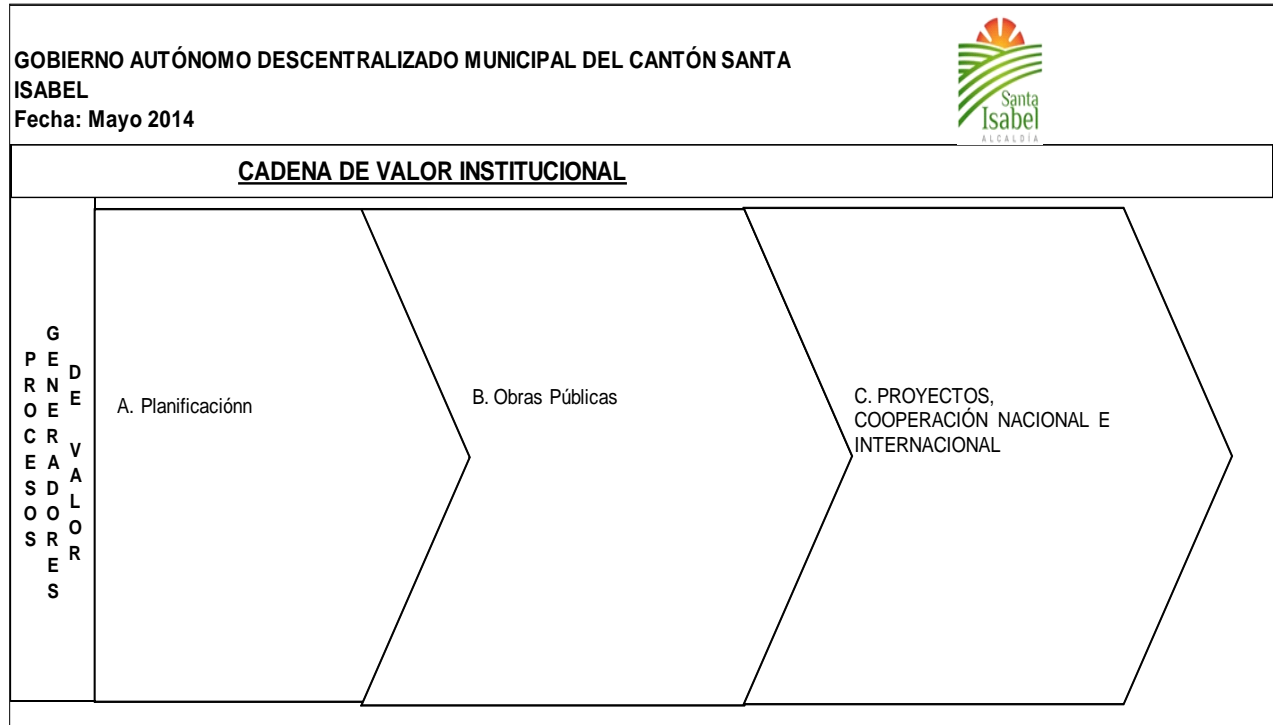 GOBIERNO AUTÓNOMO DESCENTRALIZADO MUNICIPAL DEL CANTÓN SANTA
ISABEL
Fecha: Mayo 2014
Santa
Isabel
ALCALDÍA
CADENA DE VALOR INSTITUCIONAL
PROCESOS
GENERADORES
DE VALOR
A. Planificaciónn
B. Obras Públicas
C. PROYECTOS,
COOPERACIÓN NACIONAL E
INTERNACIONAL